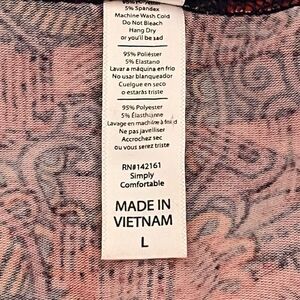 5% Spandex
Machine Wash Cold
Do Not Bleach
Hang Dry
or you'll be sad
95% Poliéster
5% Elastano
Lavar a máquina en frio
No usar blanqueador
Cuelgue en seco
o estarás triste
95% Polyester
5% Élasthanne
Lavage en machine à froid
Ne pas javelliser
Accrochez sec
ou vous serez triste
RN#142161
Simply
Comfortable
MADE IN
VIETNAM
L